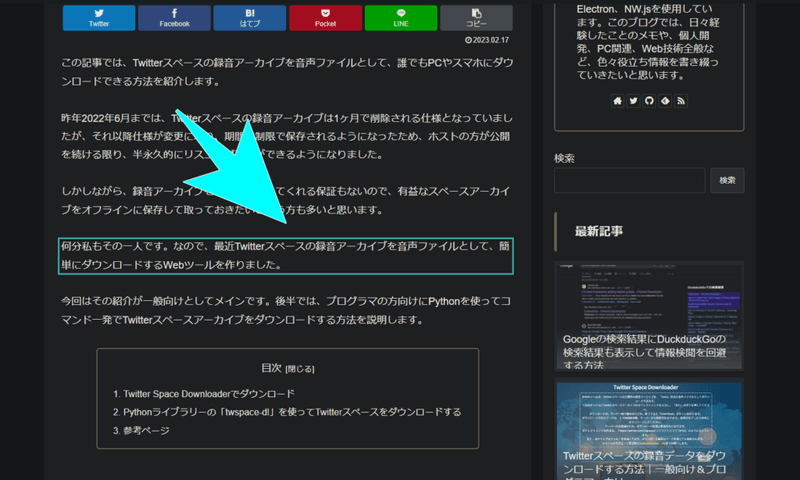 Twitter
Facebook
B!
はてブ
Pocket
LINE
コピー
2023.02.17
この記事では、Twitterスペースの録音アーカイブを音声ファイルとして、誰でもPCやスマホにダウ
ンロードできる方法を紹介します。
昨年2022年6月までは、Twitterスペースの録音アーカイブは1ヶ月で削除される仕様となっていまし
たが、それ以降仕様が変更に
で保存されるようになったため、ホストの方が公開
を続ける限り、半永久的にリス
ができるようになりました。
しかしながら、録音アーカイブ
てくれる保証もないので、有益なスペースアーカイ
ブをオフラインに保存して取っておきたい
方も多いと思います。
何分私もその一人です。なので、最近Twitterスペースの録音アーカイブを音声ファイルとして、簡
単にダウンロードするWebツールを作りました。
今回はその紹介が一般向けとしてメインです。後半では、プログラマの方向けにPythonを使ってコ
マンド一発でTwitterスペースアーカイブをダウンロードする方法を説明します。
目次 [閉じる]
1. Twitter Space Downloaderでダウンロード
2. Pythonライブラリーの「twspace-dl」を使ってTwitterスペースをダウンロードする
3. 参考ページ
Electron、NW.jsを使用してい
ます。このブログでは、日々経
験したことのメモや、個人開
発、PC関連、Web技術全般な
ど、色々役立ち情報を書き綴っ
ていきたいと思います。
検索
検索
最新記事
Google
Googleの検索結果にDuckduckGoの
検索結果も表示して情報検閲を回避
する方法
Twitter Space Downloader
Twitterスペースの録音データをダウ
ンロードする方法｜一般向け＆プロ